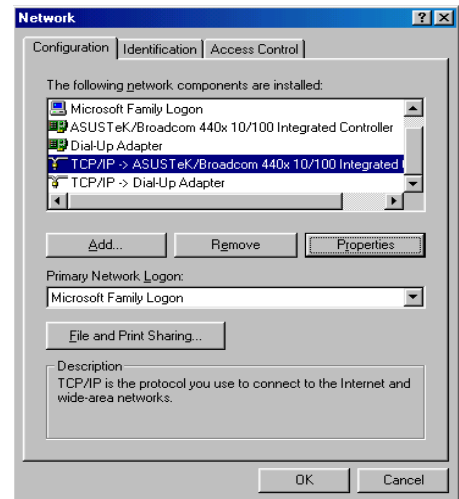 Network
Configuration Identification Access Control
The following network components are installed:
Microsoft Family Logon
ASUSTeK/Broadcom 440x 10/100 Integrated Controller
Dial-Up Adapter
TCP/IP -> ASUSTeK/Broadcom 440x 10/100 Integrated
TCP/IP -> Dial-Up Adapter
Add... Remove Properties
Primary Network Logon:
Microsoft Family Logon
File and Print Sharing...
Description
TCP/IP is the protocol you use to connect to the Internet and
wide-area networks.
OK Cancel